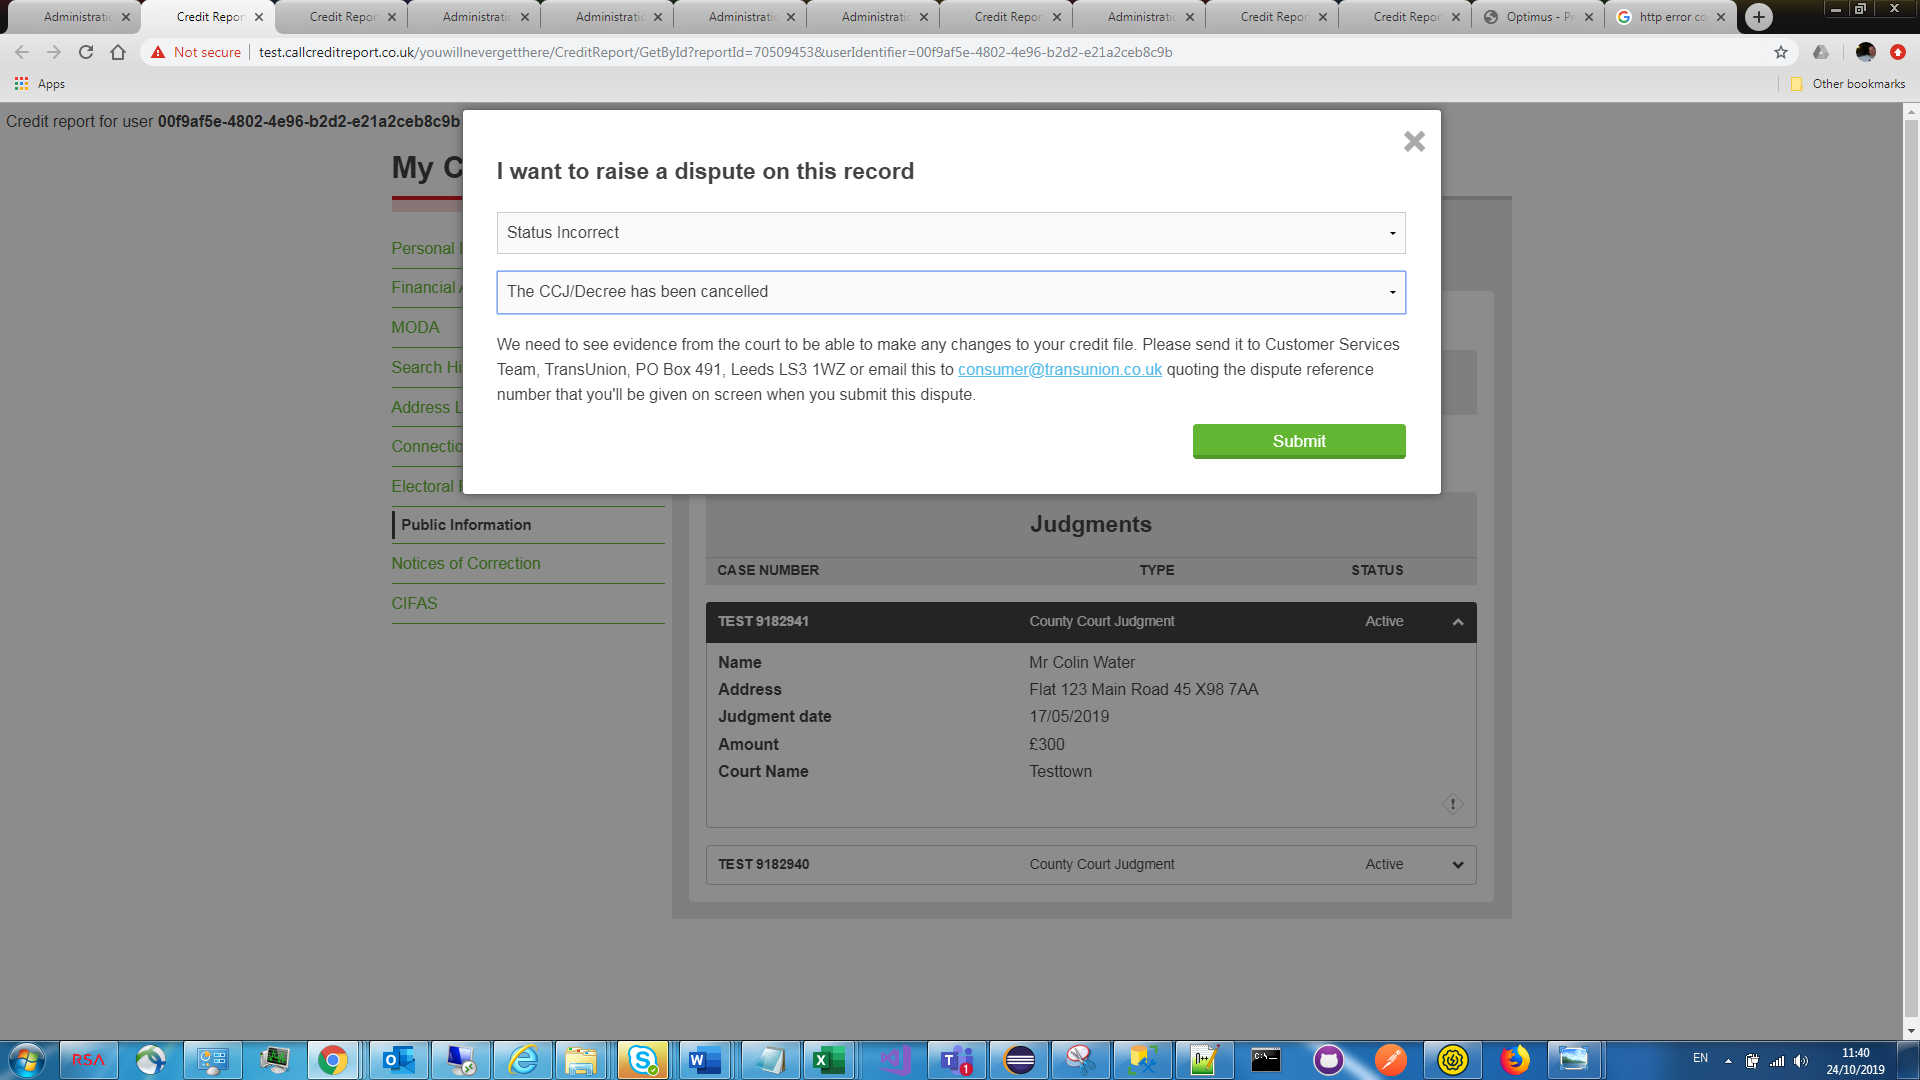 Administratio
Credit Report
Credit Report
Administratio
Administratio
Administratio
Administratio
Credit Report
Administratio
Credit Report
Credit Report
Optimus - Pr
http error co
Not secure
test.callcreditreport.co.uk/youwillnevergetthere/CreditReport/GetById?reportId=70509453&userIdentifier=00f9af5e-4802-4e96-b2d2-e21a2ceb8c9b
Apps
Other bookmarks
Credit report for user 00f9af5e-4802-4e96-b2d2-e21a2ceb8c9b
My C
I want to raise a dispute on this record
Status Incorrect
The CCJ/Decree has been cancelled
We need to see evidence from the court to be able to make any changes to your credit file. Please send it to Customer Services
Team, TransUnion, PO Box 491, Leeds LS3 1WZ or email this to consumer@transunion.co.uk quoting the dispute reference
number that you'll be given on screen when you submit this dispute.
Submit
Personal
Financial
MODA
Search Hi
Address L
Connectio
Electoral
Public Information
Notices of Correction
CIFAS
Judgments
CASE NUMBER TYPE STATUS
TEST 9182941 County Court Judgment Active
Name Mr Colin Water
Address Flat 123 Main Road 45 X98 7AA
Judgment date 17/05/2019
Amount £300
Court Name Testtown
TEST 9182940 County Court Judgment Active
RSA
EN
11:40
24/10/2019